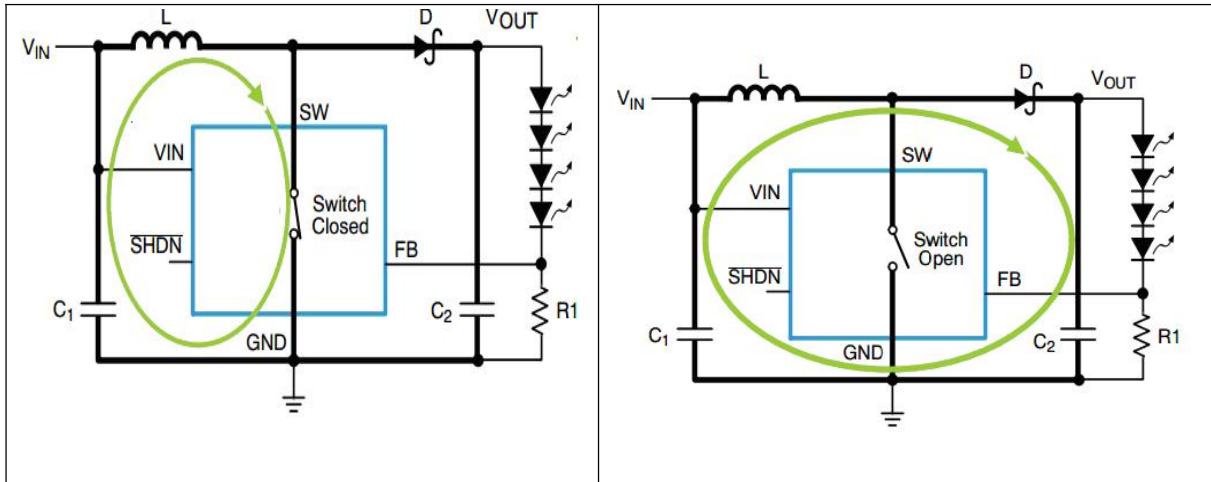 L
D
VOUT
VIN
SW
VIN
Switch
Closed
SHDN
FB
C1
C2
R1
GND
L
D
VOUT
VIN
SW
VIN
Switch
Open
SHDN
FB
C1
C2
R1
GND